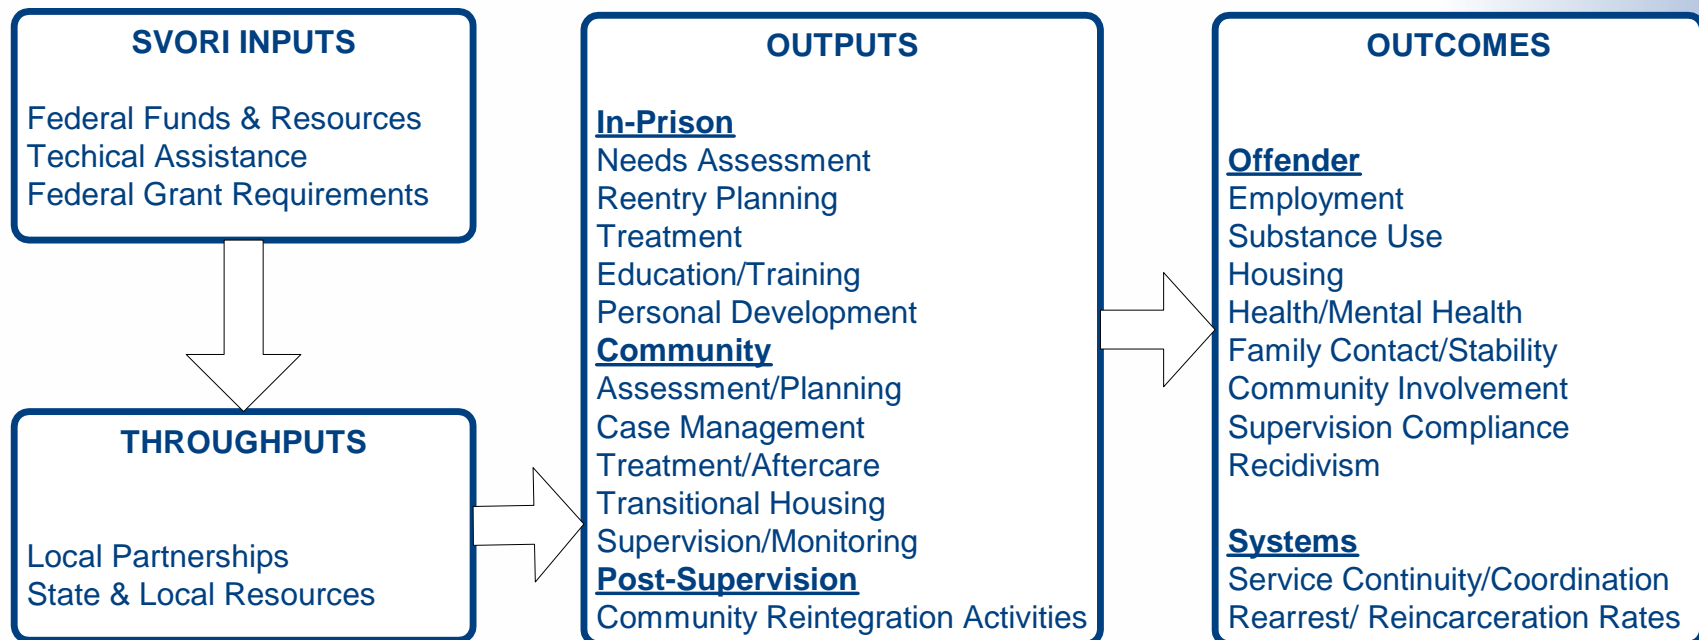 SVORI INPUTS
Federal Funds & Resources
Techical Assistance
Federal Grant Requirements
THROUGHPUTS
Local Partnerships
State & Local Resources
OUTPUTS
In-Prison
Needs Assessment
Reentry Planning
Treatment
Education/Training
Personal Development
Community
Assessment/Planning
Case Management
Treatment/Aftercare
Transitional Housing
Supervision/Monitoring
Post-Supervision
Community Reintegration Activities
OUTCOMES
Offender
Employment
Substance Use
Housing
Health/Mental Health
Family Contact/Stability
Community Involvement
Supervision Compliance
Recidivism
Systems
Service Continuity/Coordination
Rearrest/ Reincarceration Rates